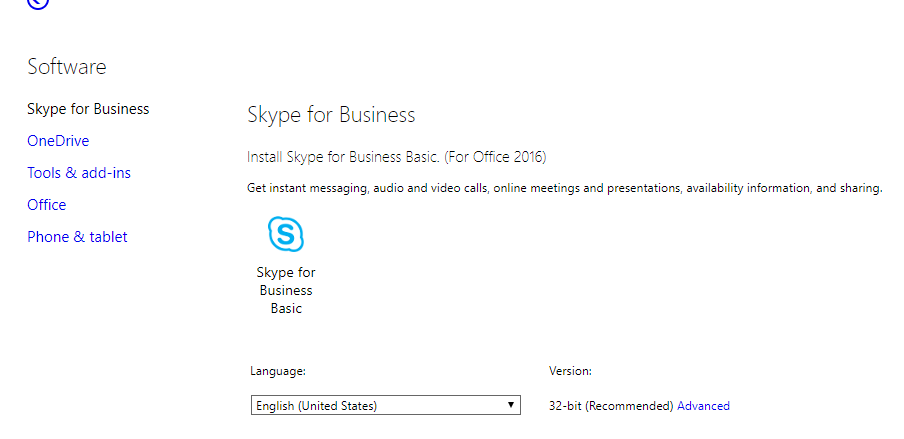 Software
Skype for Business
OneDrive
Tools & add-ins
Office
Phone & tablet
Skype for Business
Install Skype for Business Basic. (For Office 2016)
Get instant messaging, audio and video calls, online meetings and presentations, availability information, and sharing.
S
Skype for
Business
Basic
Language:
English (United States)
Version:
32-bit (Recommended) Advanced